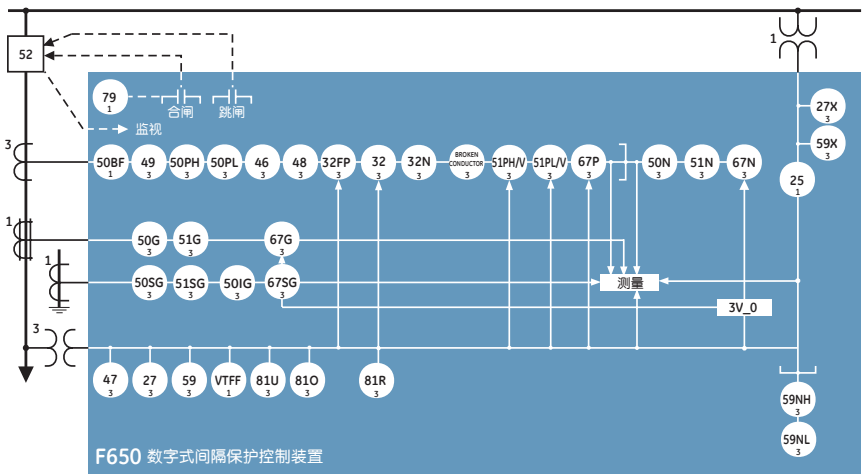 1
52
79
1
合闸
跳闸
监视
27X
3
59X
3
25
1
3
50BF
1
49
3
50PH
3
50PL
3
46
3
48
3
32FP
3
32
3
32N
3
BROKEN
CONDUCTOR
3
51PH/V
3
51PL/V
3
67P
3
50N
3
51N
3
67N
3
1
50G
3
51G
3
67G
3
1
50SG
3
51SG
3
50IG
3
67SG
3
测量
3V_0
3
47
3
27
3
59
3
VTFF
1
81U
3
81O
3
81R
3
59NH
3
59NL
3
F650 数字式间隔保护控制装置